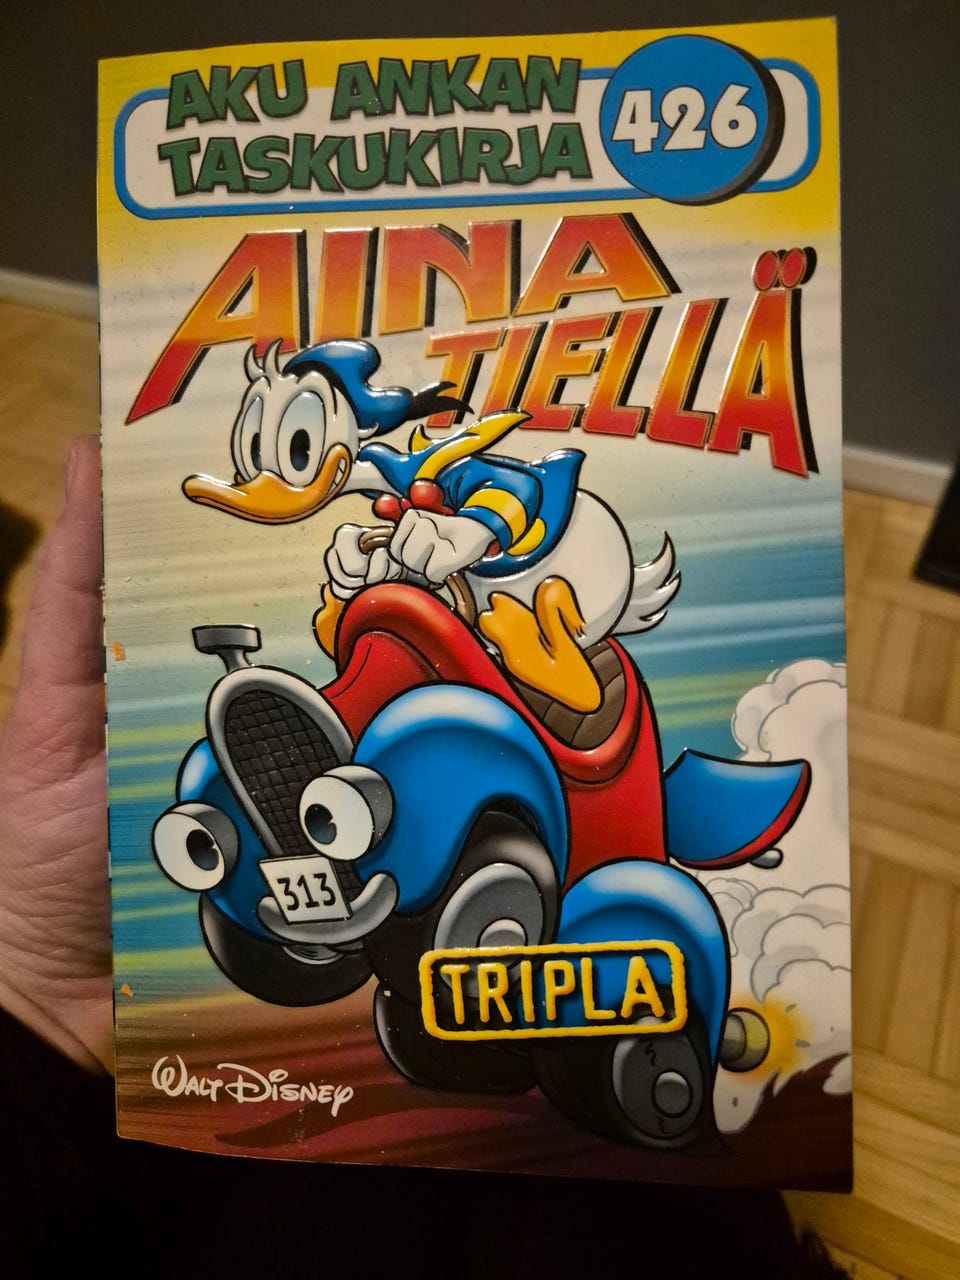 AKU ANKAN
TASKUKIRJA
426
AINA
TIELLÄ
313
TRIPLA
WALT DISNEY